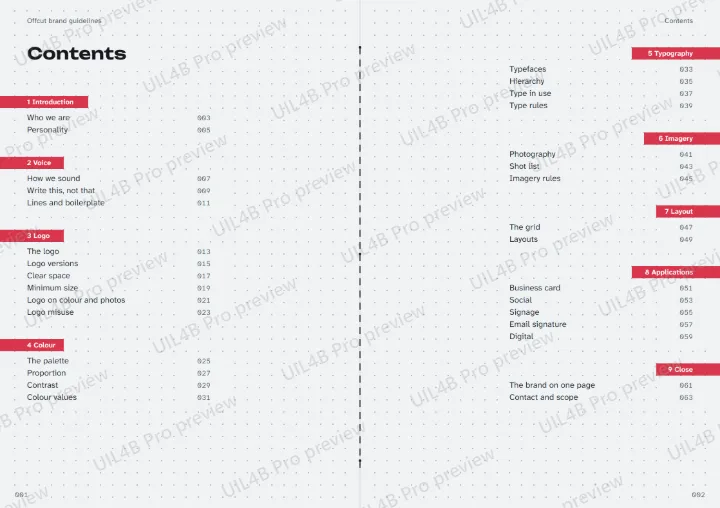 Offcut brand guidelines
Contents
Contents
1 Introduction
Who we are 003
Personality 005
2 Voice
How we sound 007
Write this, not that 009
Lines and boilerplate 011
3 Logo
The logo 013
Logo versions 015
Clear space 017
Minimum size 019
Logo on colour and photos 021
Logo misuse 023
4 Colour
The palette 025
Proportion 027
Contrast 029
Colour values 031
001
5 Typography
Typefaces 033
Hierarchy 035
Type in use 037
Type rules 039
6 Imagery
Photography 041
Shot list 043
Imagery rules 045
7 Layout
The grid 047
Layouts 049
8 Applications
Business card 051
Social 053
Signage 055
Email signature 057
Digital 059
9 Close
The brand on one page 061
Contact and scope 063
002
UIL4B Pro preview